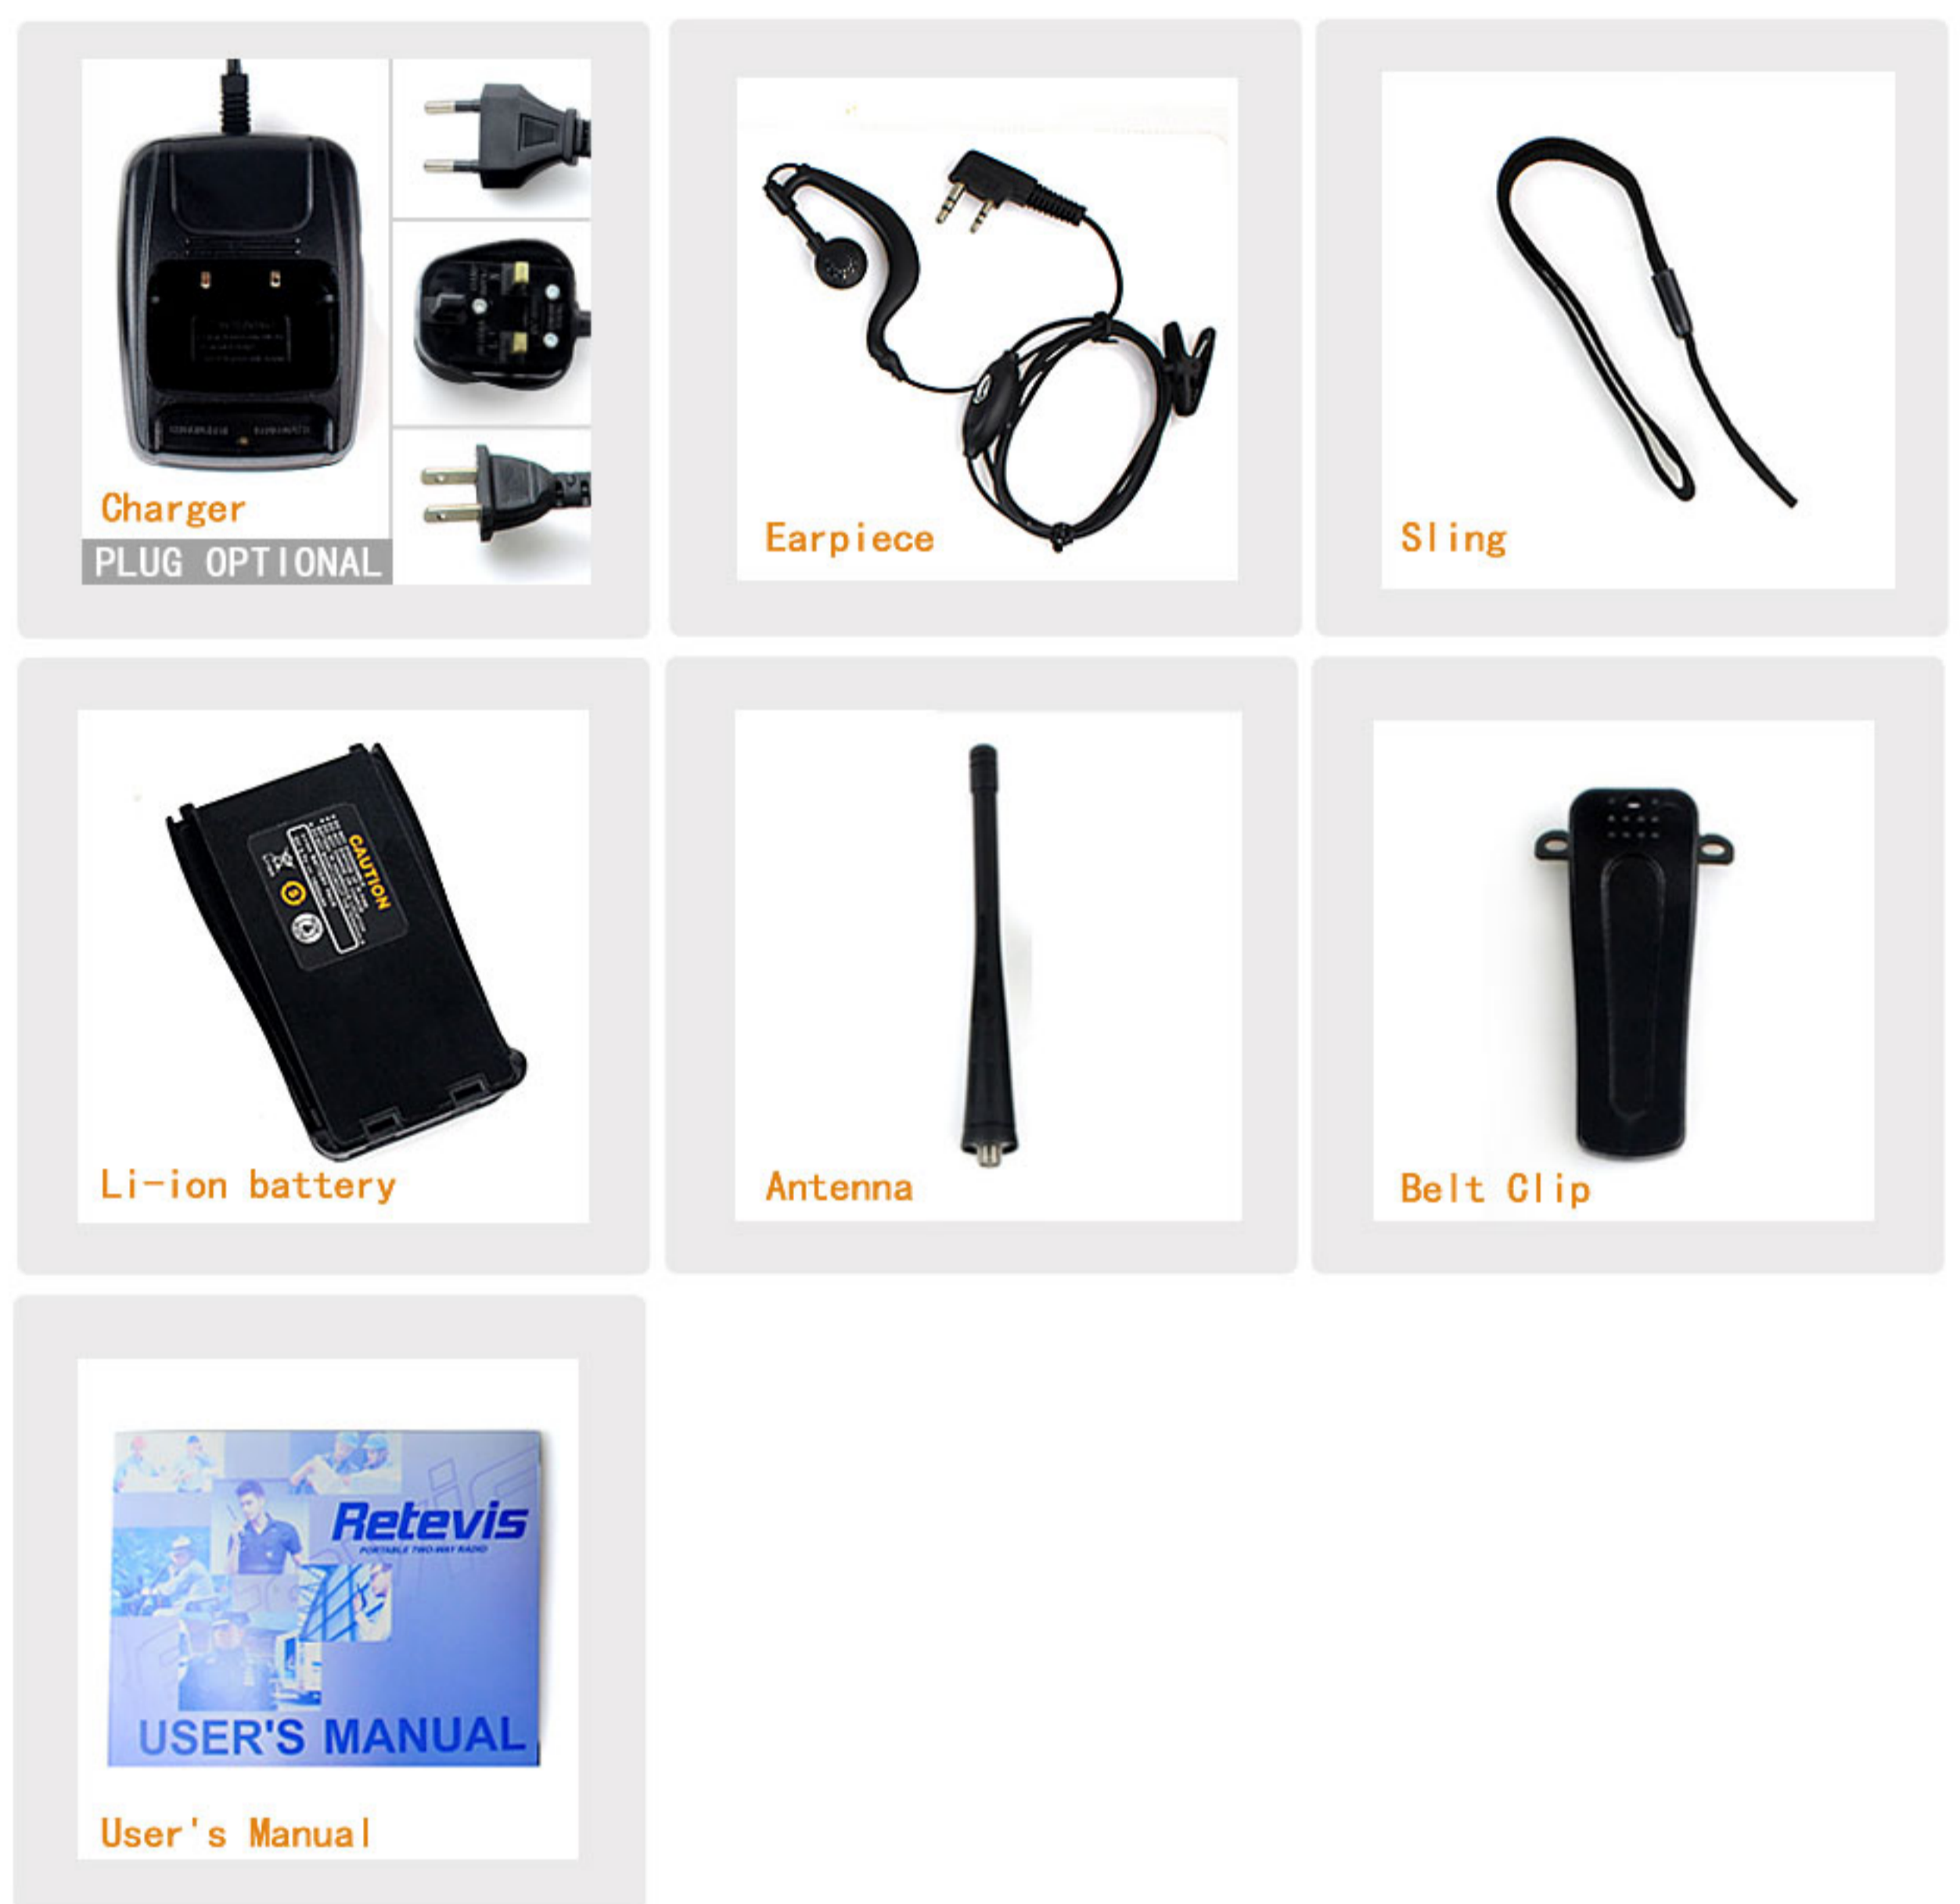 Charger
PLUG OPTIONAL
Earpiece
Sling
CAUTION
Li-ion battery
Antenna
Belt Clip
Retevis
PORTABLE TWO-WAY RADIO
USER'S MANUAL
User's Manual